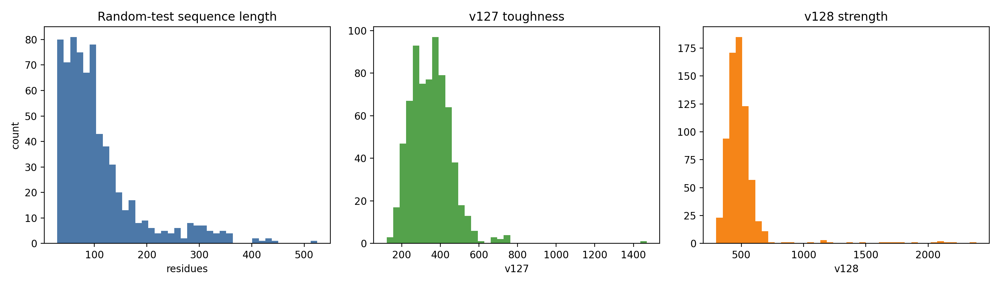 Random-test sequence length
80
70
60
50
40
30
20
10
0
count
100 200 300 400 500
residues
v127 toughness
100
80
60
40
20
0
200 400 600 800 1000 1200 1400
v127
v128 strength
175
150
125
100
75
50
25
0
500 1000 1500 2000
v128